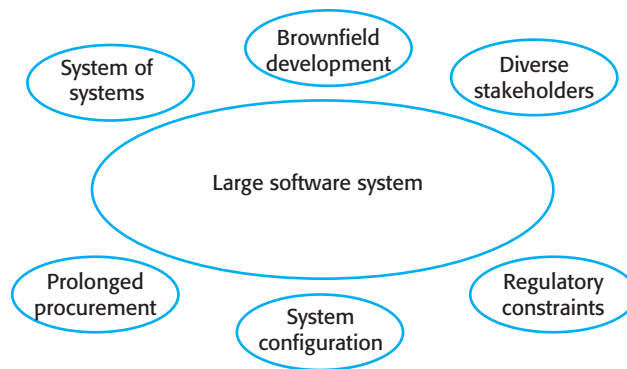 Brownfield
development
System of
systems
Diverse
stakeholders
Large software system
Prolonged
procurement
System
configuration
Regulatory
constraints